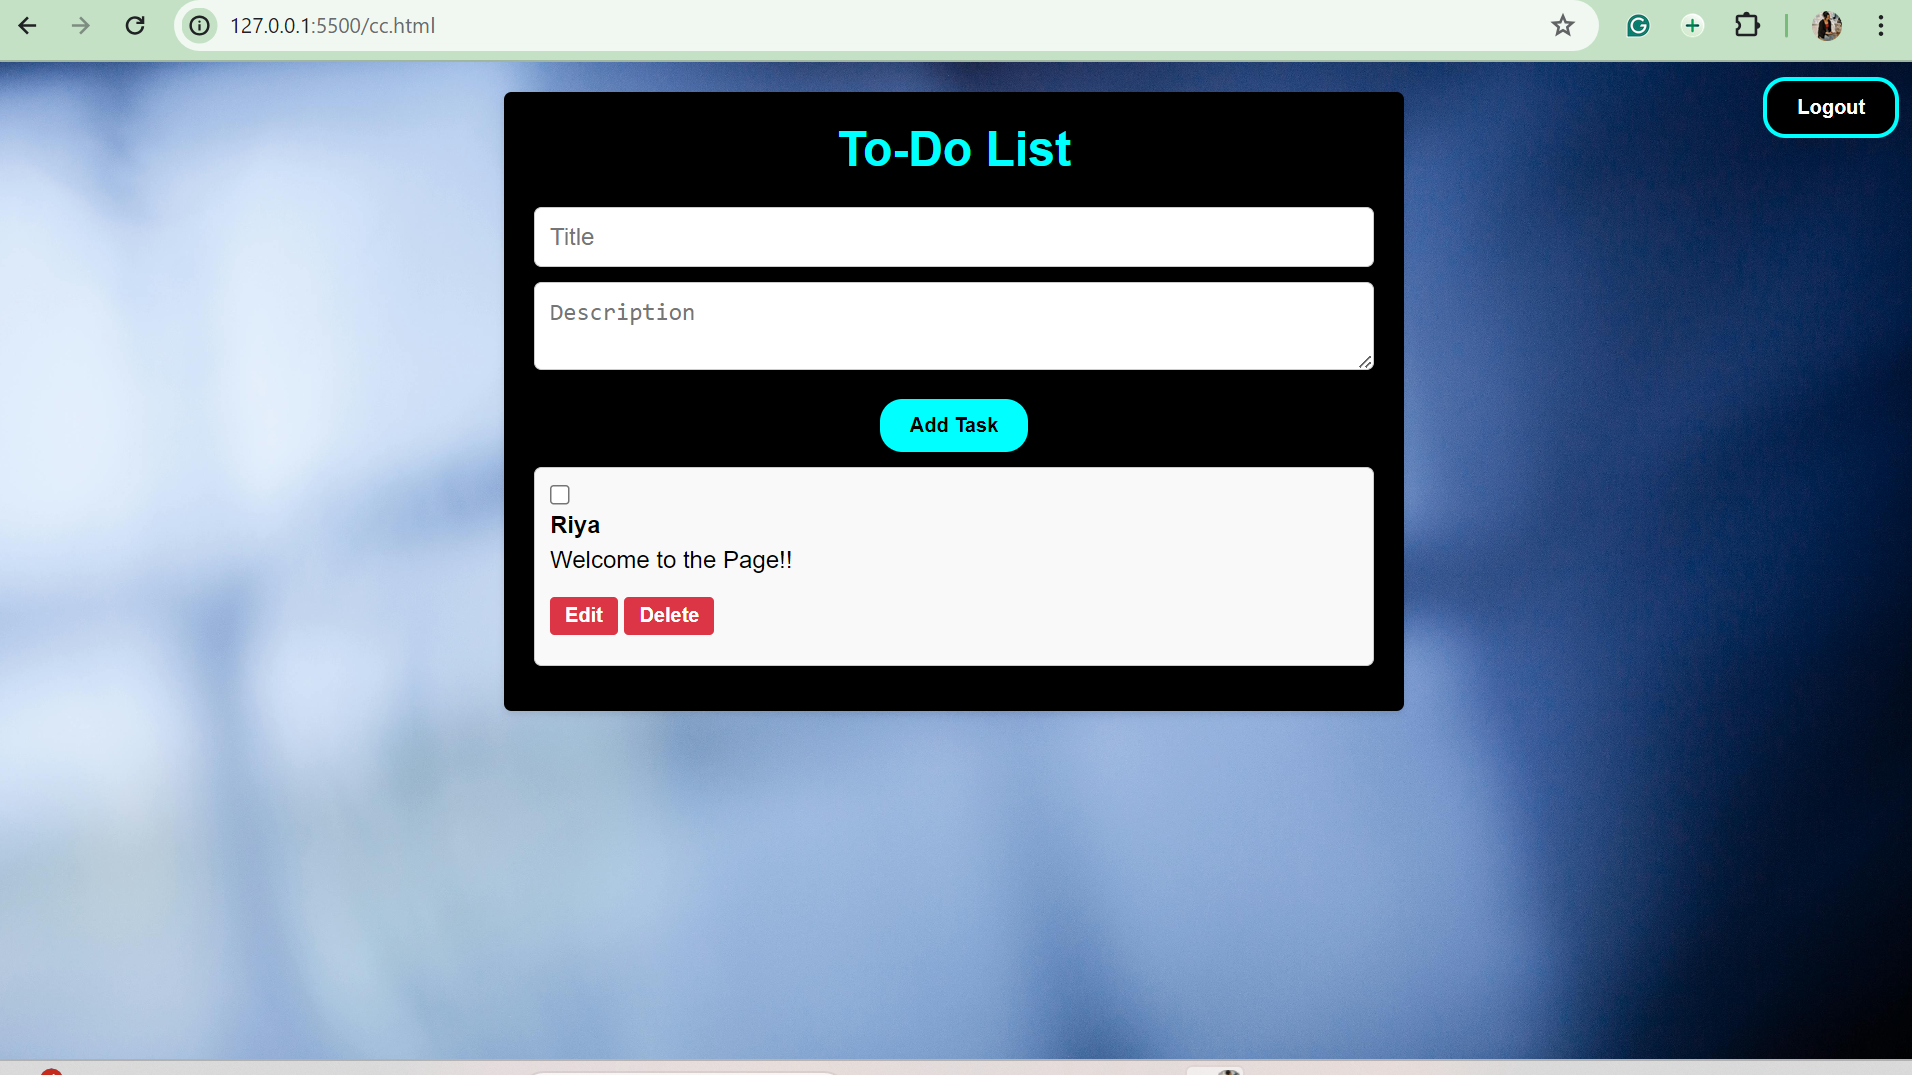 127.0.0.1:5500/cc.html
Logout
To-Do List
Title
Description
Add Task
Riya
Welcome to the Page!!
Edit Delete